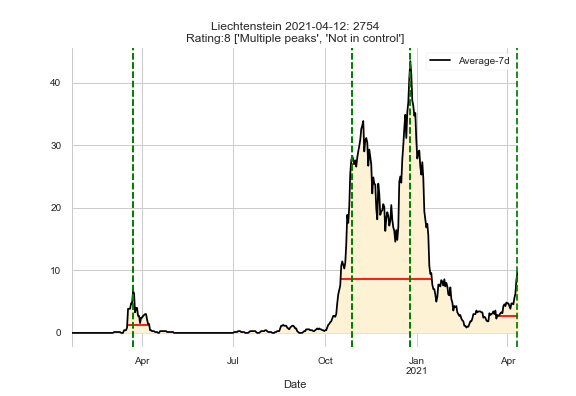 Liechtenstein 2021-04-12: 2754
Rating:8 ['Multiple peaks', 'Not in control']
Average-7d
40
30
20
10
0
Apr
Jul
Oct
Jan
2021
Apr
Date